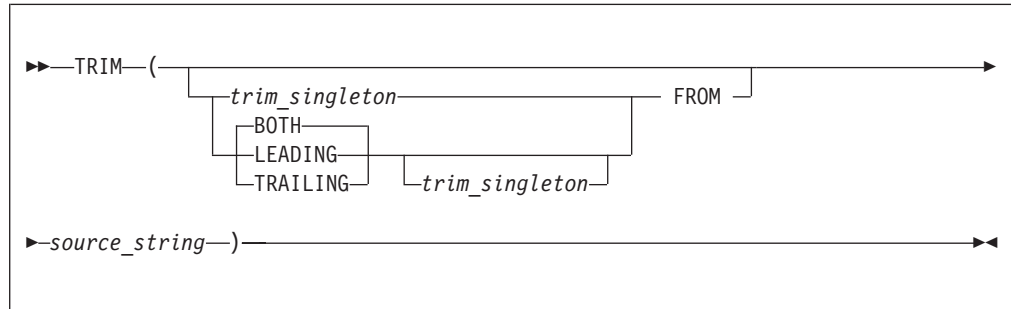 TRIM (
trim_singleton FROM
BOTH
LEADING
TRAILING trim_singleton
source_string )